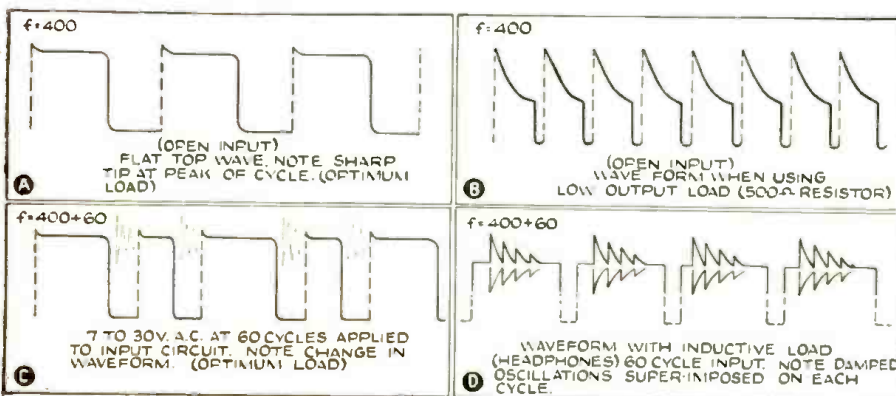 f=400
(OPEN INPUT)
FLAT TOP WAVE. NOTE SHARP
TIP AT PEAK OF CYCLE. (OPTIMUM
LOAD)
A
f=400
(OPEN INPUT)
WAVE FORM WHEN USING
LOW OUTPUT LOAD (500-Ω RESISTOR)
B
f=400+60
7 TO 30V. A.C. AT 60 CYCLES APPLIED
TO INPUT CIRCUIT. NOTE CHANGE IN
WAVEFORM. (OPTIMUM LOAD)
C
f=400+60
WAVEFORM WITH INDUCTIVE LOAD
(HEADPHONES) 60 CYCLE INPUT. NOTE DAMPED
OSCILLATIONS SUPER-IMPOSED ON EACH
CYCLE.
D